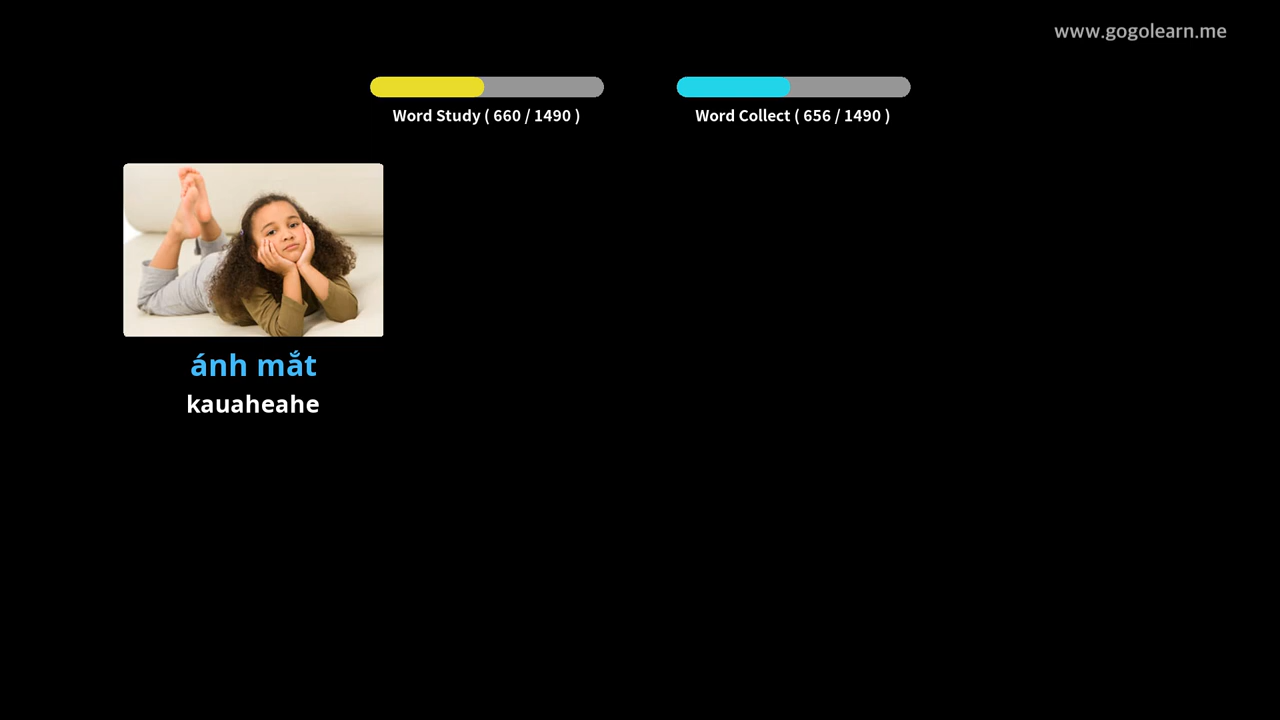 www.gogolearn.me
Word Study ( 660 / 1490 )
Word Collect ( 656 / 1490 )
ánh mắt
kauaheahe